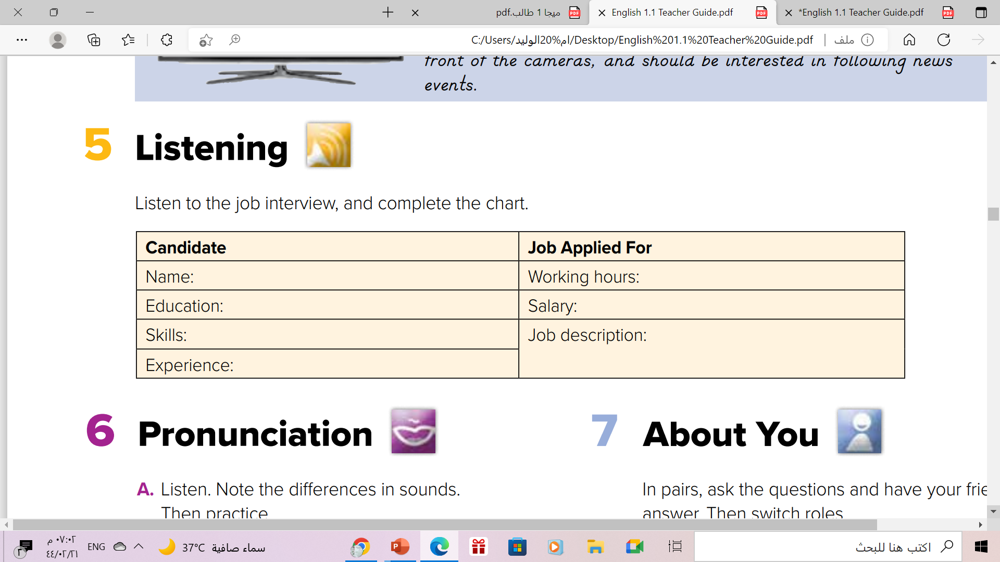 ميجا 1 طالب.pdf
English 1.1 Teacher Guide.pdf
*English 1.1 Teacher Guide.pdf
C:/Users/ام%20الوليد/Desktop/English%201.1%20Teacher%20Guide.pdf
ملف
front of the cameras, and should be interested in following news
events.
5 Listening
Listen to the job interview, and complete the chart.
Candidate
Job Applied For
Name:
Working hours:
Education:
Salary:
Skills:
Job description:
Experience:
6 Pronunciation
A. Listen. Note the differences in sounds.
Then practice
7 About You
In pairs, ask the questions and have your frie
answer. Then switch roles
٠٧:٠٢ م
٤٤/٠٢/٢١
٢
ENG
37°C سماء صافية
اكتب هنا للبحث